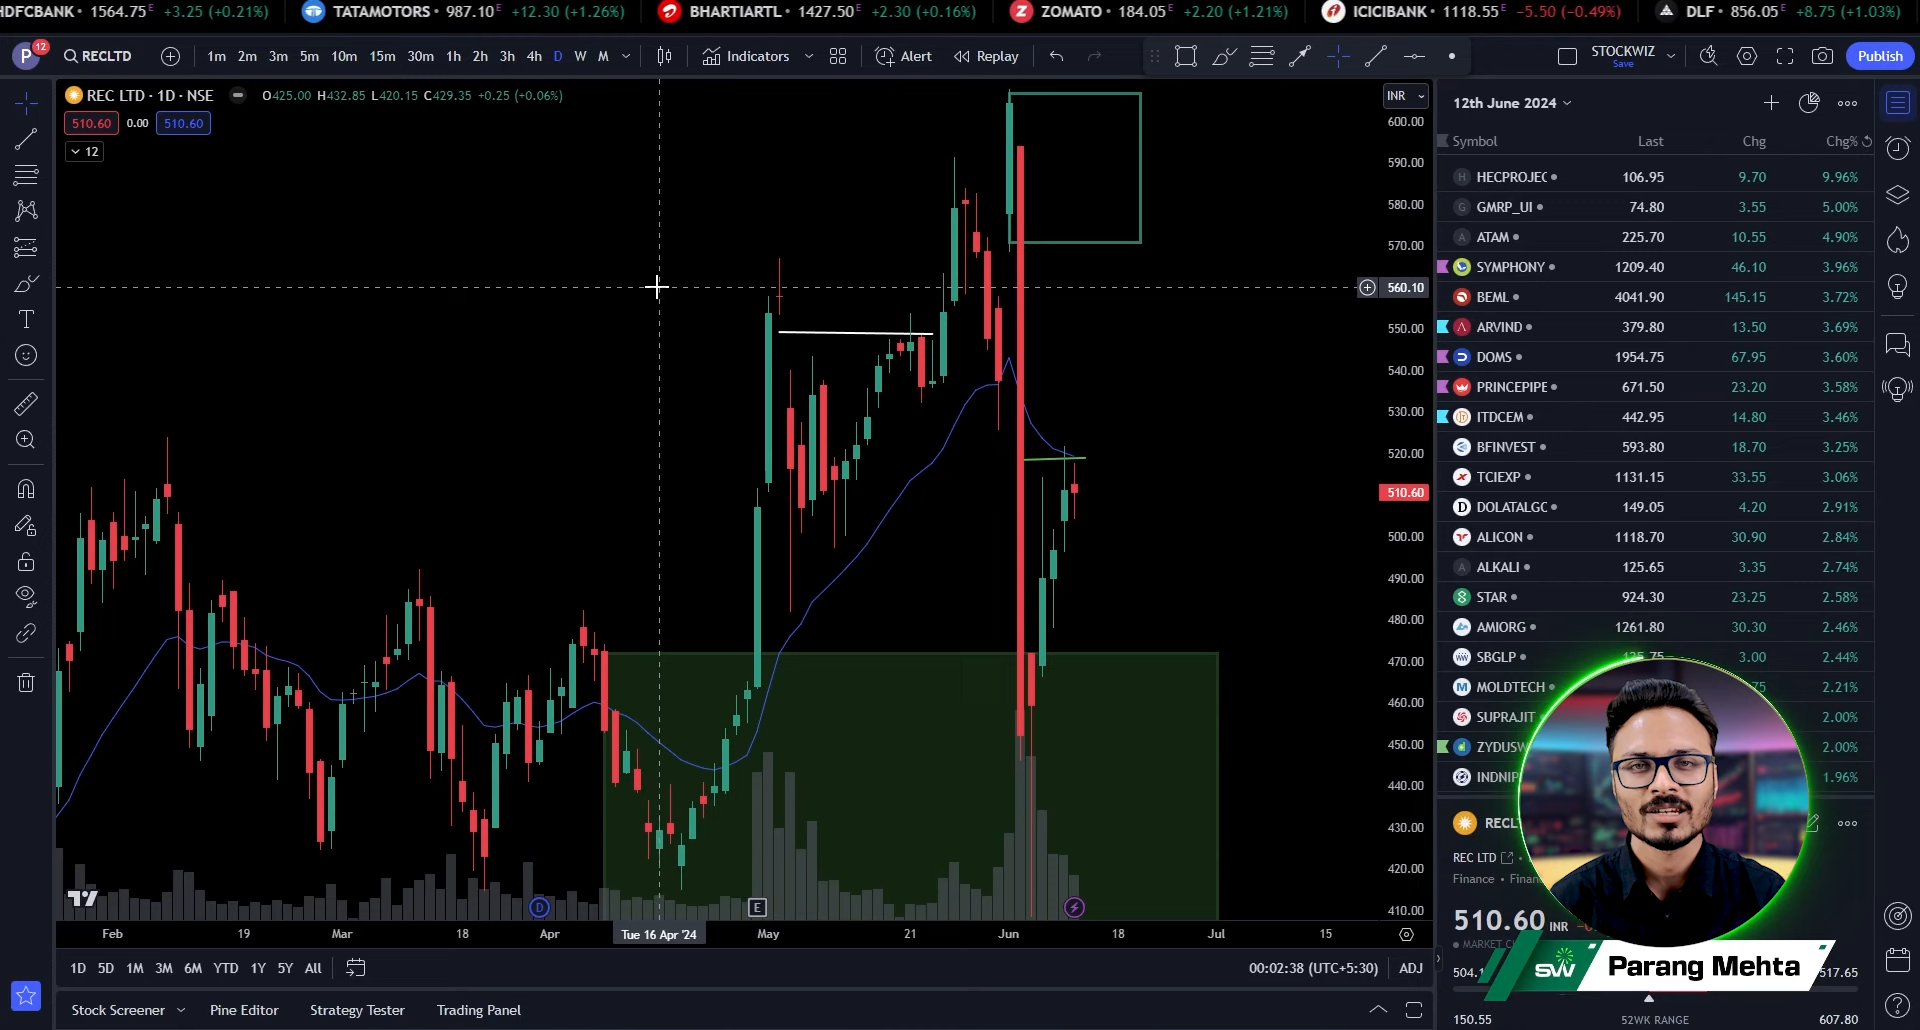 HDFCBANK • 1564.75 E +3.25 (+0.21%) TATAMOTORS • 987.10 E +12.30 (+1.26%) BHARTIARTL • 1427.50 E +2.30 (+0.16%) ZOMATO • 184.05 E +2.20 (+1.21%) ICICIBANK • 1118.55 E −5.50 (−0.49%) DLF • 856.05 E +8.75 (+1.03%)
P 12 RECLTD 1m 2m 3m 5m 10m 15m 30m 1h 2h 3h 4h D W M Indicators Alert Replay STOCKWIZ Save Publish
REC LTD · 1D · NSE O425.00 H432.85 L420.15 C429.35 +0.25 (+0.06%) INR
510.60 0.00 510.60
12
600.00
590.00
580.00
570.00
560.10
550.00
540.00
530.00
520.00
510.60
500.00
490.00
480.00
470.00
460.00
450.00
440.00
430.00
420.00
410.00
D E
Feb 19 Mar 18 Apr Tue 16 Apr '24 May 21 Jun 18 Jul 15
1D 5D 1M 3M 6M YTD 1Y 5Y All 00:02:38 (UTC+5:30) ADJ
Stock Screener Pine Editor Strategy Tester Trading Panel
12th June 2024
Symbol Last Chg Chg%
HECPROJEC 106.95 9.70 9.96%
GMRP_UI 74.80 3.55 5.00%
ATAM 225.70 10.55 4.90%
SYMPHONY 1209.40 46.10 3.96%
BEML 4041.90 145.15 3.72%
ARVIND 379.80 13.50 3.69%
DOMS 1954.75 67.95 3.60%
PRINCEPIPE 671.50 23.20 3.58%
ITDCEM 442.95 14.80 3.46%
BFINVEST 593.80 18.70 3.25%
TCIEXP 1131.15 33.55 3.06%
DOLATALGO 149.05 4.20 2.91%
ALICON 1118.70 30.90 2.84%
ALKALI 125.65 3.35 2.74%
STAR 924.30 23.25 2.58%
AMIORG 1261.80 30.30 2.46%
SBGLP 3.00 2.44%
MOLDTECH 2.21%
SUPRAJIT 2.00%
ZYDUSW 2.00%
INDNIP 1.96%
RECL
REC LTD
Finance •
510.60 INR
SW Parang Mehta
504.1 517.65
150.55 52WK RANGE 607.80